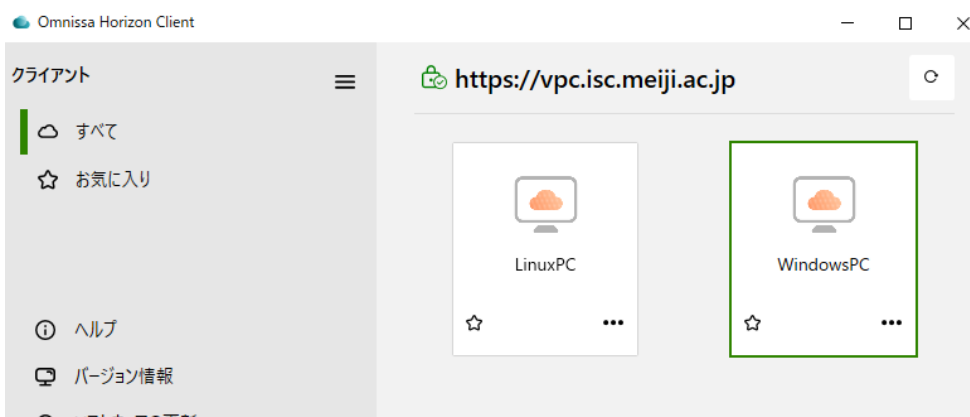 Omnissa Horizon Client
クライアント
https://vpc.isc.meiji.ac.jp
すべて
お気に入り
LinuxPC
WindowsPC
ヘルプ
バージョン情報